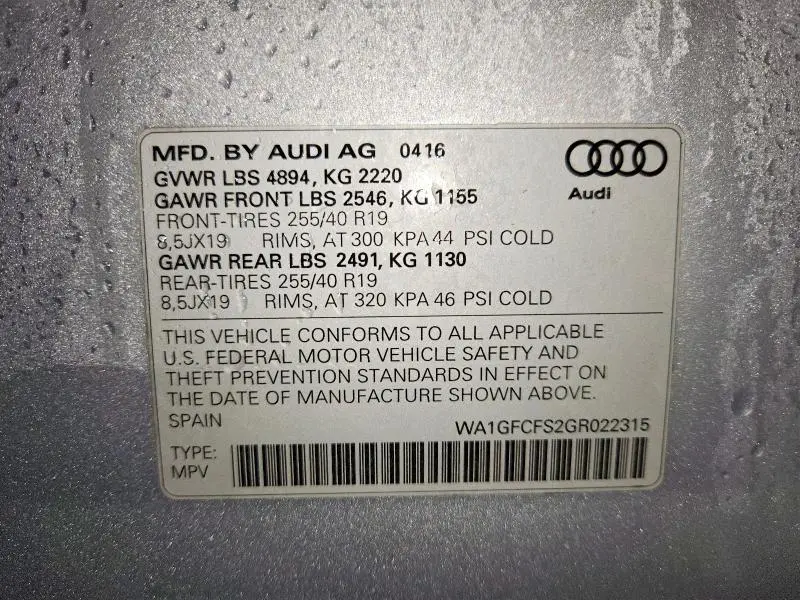 MFD. BY AUDI AG 0416
GVWR LBS 4894, KG 2220
GAWR FRONT LBS 2546, KG 1155
FRONT-TIRES 255/40 R19
8,5JX19 RIMS, AT 300 KPA 44 PSI COLD
GAWR REAR LBS 2491, KG 1130
REAR-TIRES 255/40 R19
8,5JX19 RIMS, AT 320 KPA 46 PSI COLD
Audi
THIS VEHICLE CONFORMS TO ALL APPLICABLE
U.S. FEDERAL MOTOR VEHICLE SAFETY AND
THEFT PREVENTION STANDARDS IN EFFECT ON
THE DATE OF MANUFACTURE SHOWN ABOVE.
SPAIN WA1GFCFS2GR022315
TYPE:
MPV